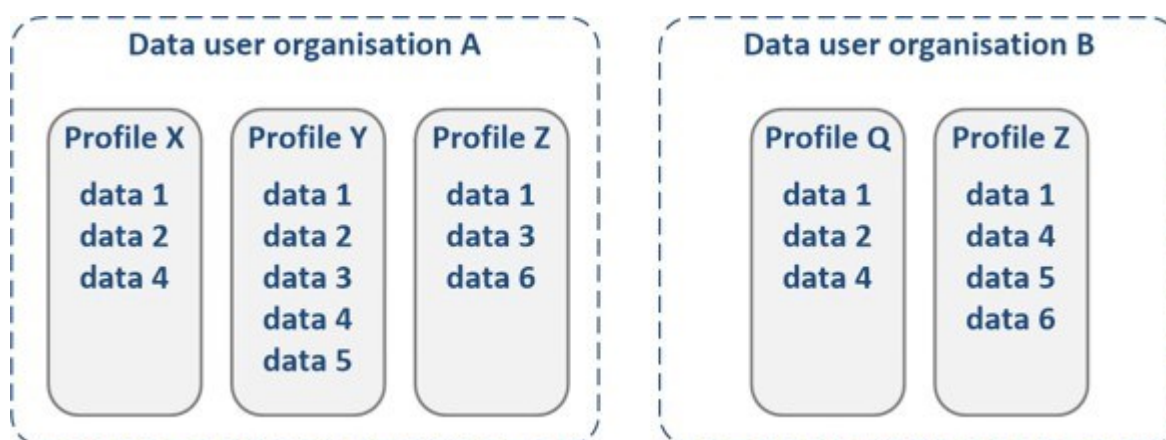 Data user organisation A
Profile X
data 1
data 2
data 4
Profile Y
data 1
data 2
data 3
data 4
data 5
Profile Z
data 1
data 3
data 6
Data user organisation B
Profile Q
data 1
data 2
data 4
Profile Z
data 1
data 4
data 5
data 6